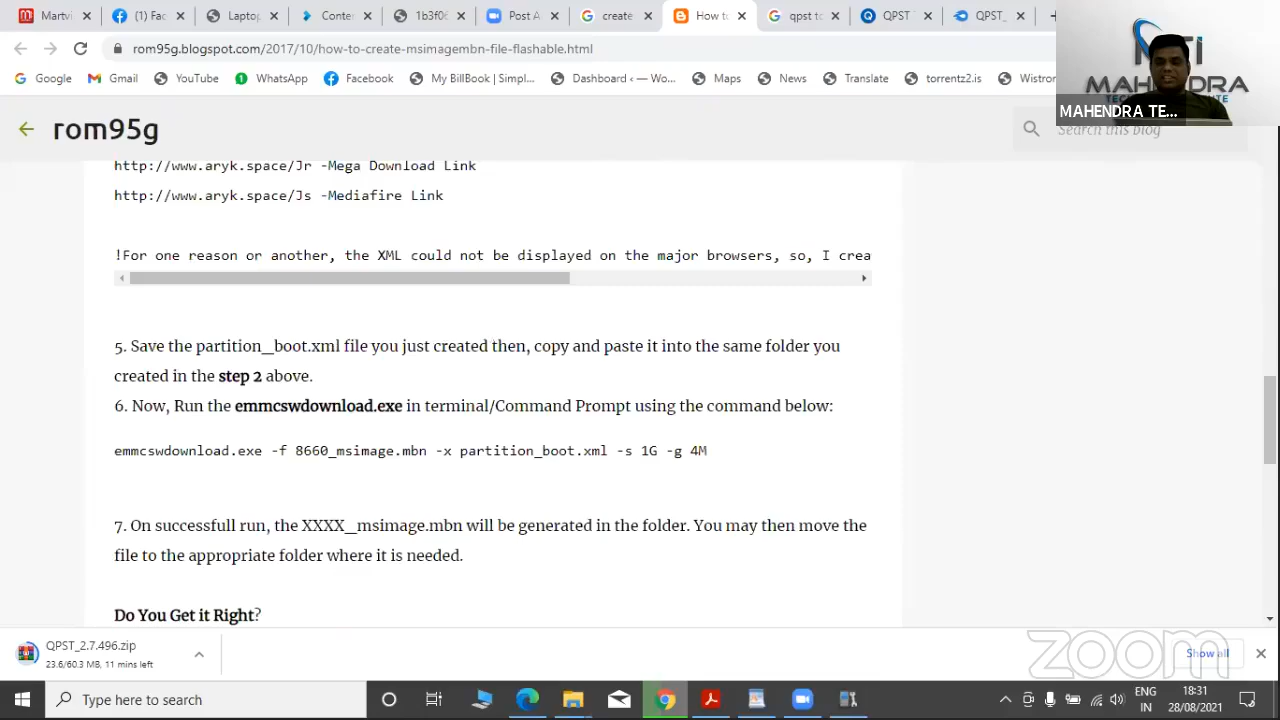 Martvi
(1) Fac
Laptop
Conten
1b3f06
Post A
create
How to
qpst v
QPST T
QPST_
rom95g.blogspot.com/2017/10/how-to-create-msimagembn-file-flashable.html
Google
Gmail
YouTube
WhatsApp
Facebook
My BillBook | Simpl...
Dashboard ‹ — Wo...
Maps
News
Translate
torrentz2.is
Wistron
MAHENDRA
MAHENDRA TE...
rom95g
Search this blog
http://www.aryk.space/Jr -Mega Download Link
http://www.aryk.space/Js -Mediafire Link
!For one reason or another, the XML could not be displayed on the major browsers, so, I crea
5. Save the partition_boot.xml file you just created then, copy and paste it into the same folder you
created in the step 2 above.
6. Now, Run the emmcswdownload.exe in terminal/Command Prompt using the command below:
emmcswdownload.exe -f 8660_msimage.mbn -x partition_boot.xml -s 1G -g 4M
7. On successfull run, the XXXX_msimage.mbn will be generated in the folder. You may then move the
file to the appropriate folder where it is needed.
Do You Get it Right?
QPST_2.7.496.zip
23.6/60.3 MB, 11 mins left
Show all
zoom
Type here to search
ENG
IN
18:31
28/08/2021